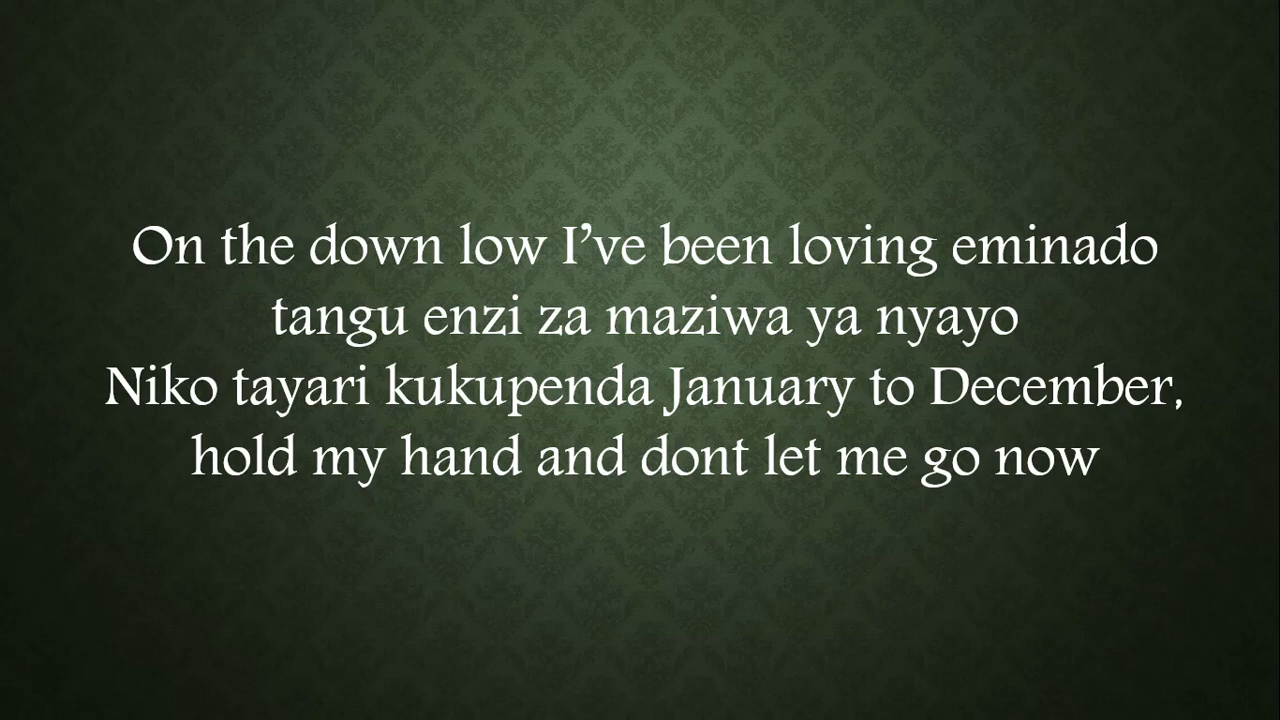 On the down low I’ve been loving eminado
tangu enzi za maziwa ya nyayo
Niko tayari kukupenda January to December,
hold my hand and dont let me go now